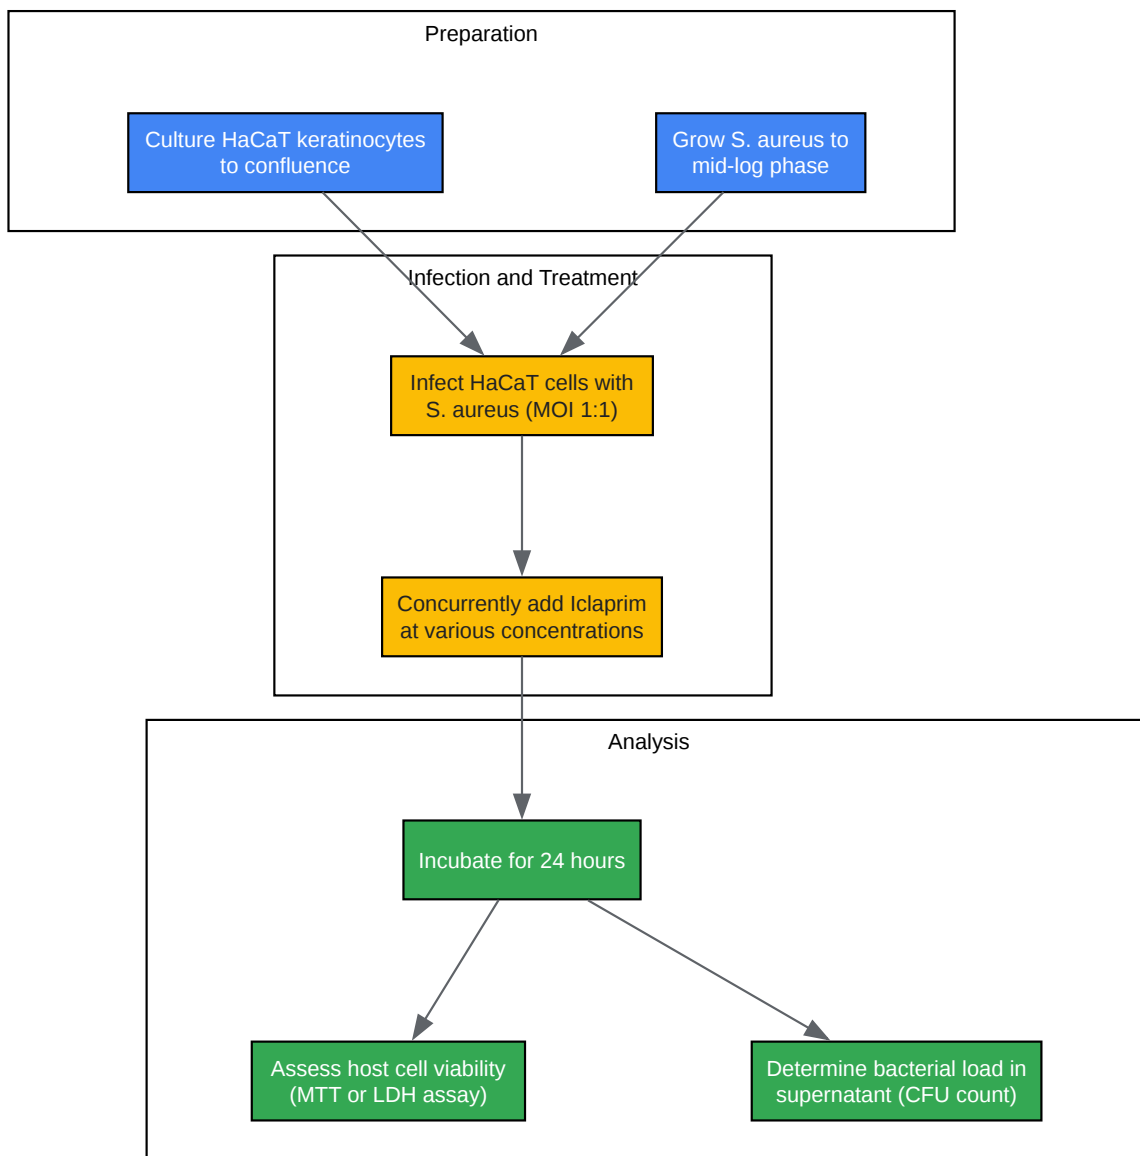 Preparation
Culture HaCaT keratinocytes
to confluence
Grow S. aureus to
mid-log phase
Infection and Treatment
Infect HaCaT cells with
S. aureus (MOI 1:1)
Concurrently add Iclaprim
at various concentrations
Analysis
Incubate for 24 hours
Assess host cell viability
(MTT or LDH assay)
Determine bacterial load in
supernatant (CFU count)